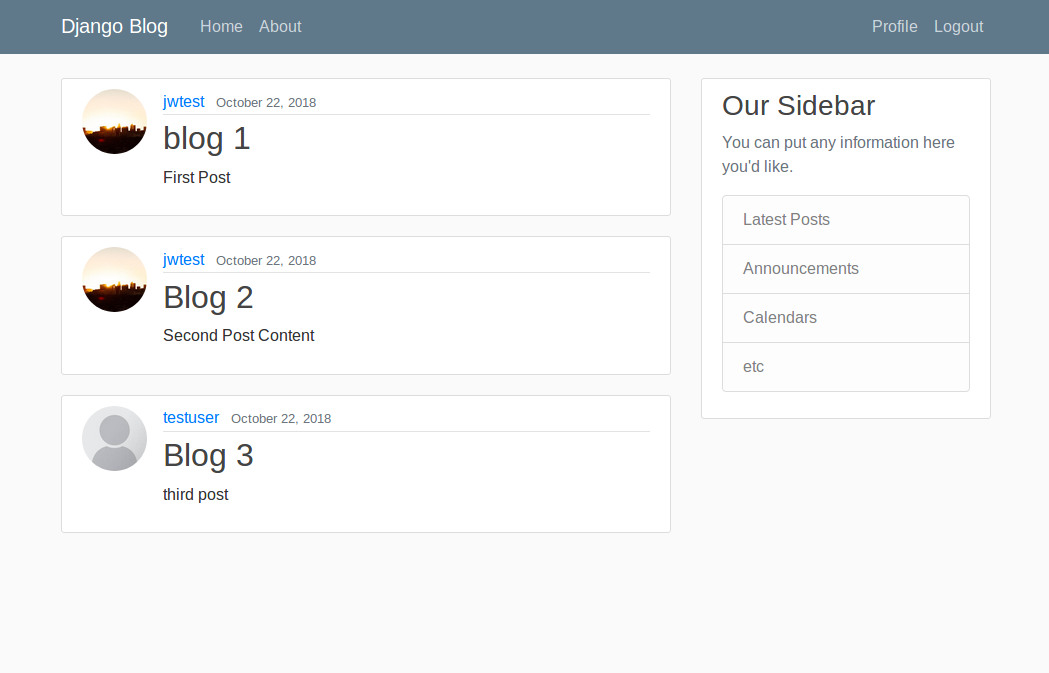 Django Blog Home About Profile Logout
jwtest October 22, 2018
blog 1
First Post
jwtest October 22, 2018
Blog 2
Second Post Content
testuser October 22, 2018
Blog 3
third post
Our Sidebar
You can put any information here
you'd like.
Latest Posts
Announcements
Calendars
etc